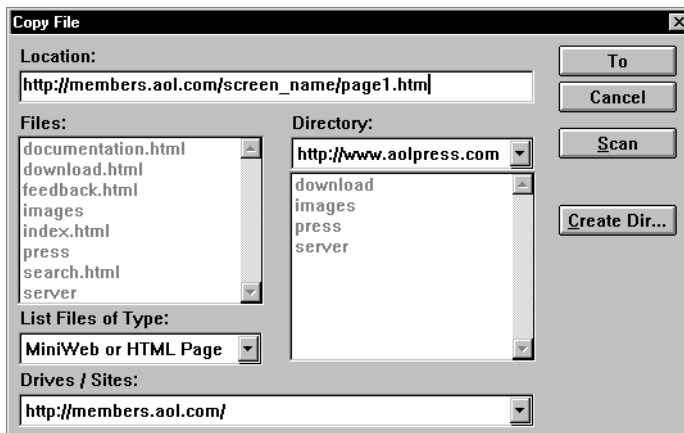 Copy File
Location:
http://members.aol.com/screen_name/page1.htm
To
Cancel
Scan
Create Dir...
Files:
documentation.html
download.html
feedback.html
images
index.html
press
search.html
server
Directory:
http://www.aolpress.com
download
images
press
server
List Files of Type:
MiniWeb or HTML Page
Drives / Sites:
http://members.aol.com/